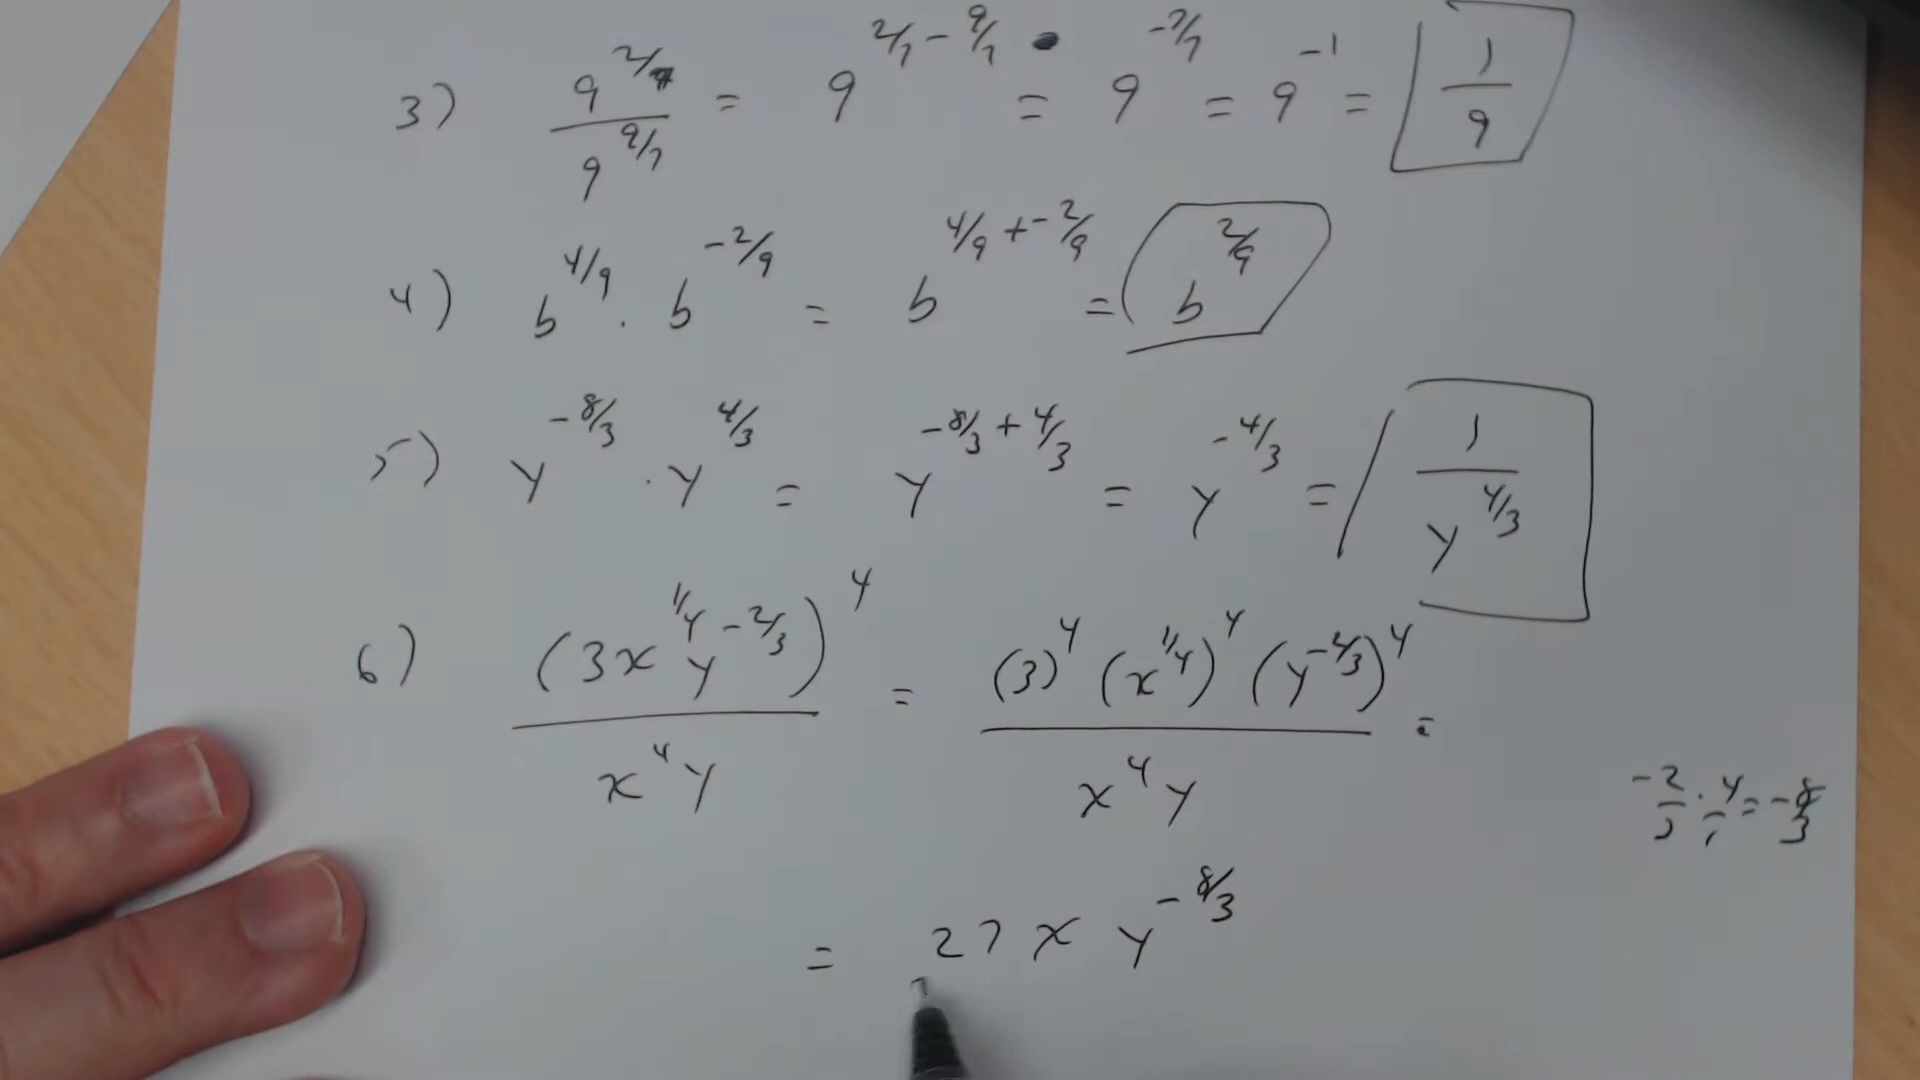 3) 9^(2/7) / 9^(9/7) = 9^(2/7 - 9/7) = 9^(-7/7) = 9^(-1) = 1/9
4) b^(4/9) · b^(-2/9) = b^(4/9 + -2/9) = b^(2/9)
5) y^(-8/3) · y^(4/3) = y^(-8/3 + 4/3) = y^(-4/3) = 1 / y^(4/3)
6) (3x^(1/4) y^(-2/3))^4 / x^4 y = (3)^4 (x^(1/4))^4 (y^(-2/3))^4 / x^4 y =
-2/3 · 4/1 = -8/3
= 27 x y^(-8/3)